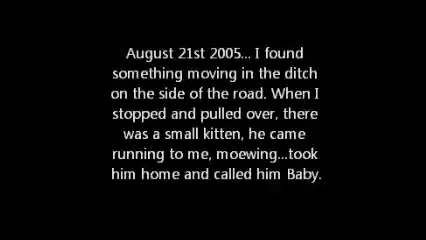 August 21st 2005... I found
something moving in the ditch
on the side of the road. When I
stopped and pulled over, there
was a small kitten, he came
running to me, moewing...took
him home and called him Baby.